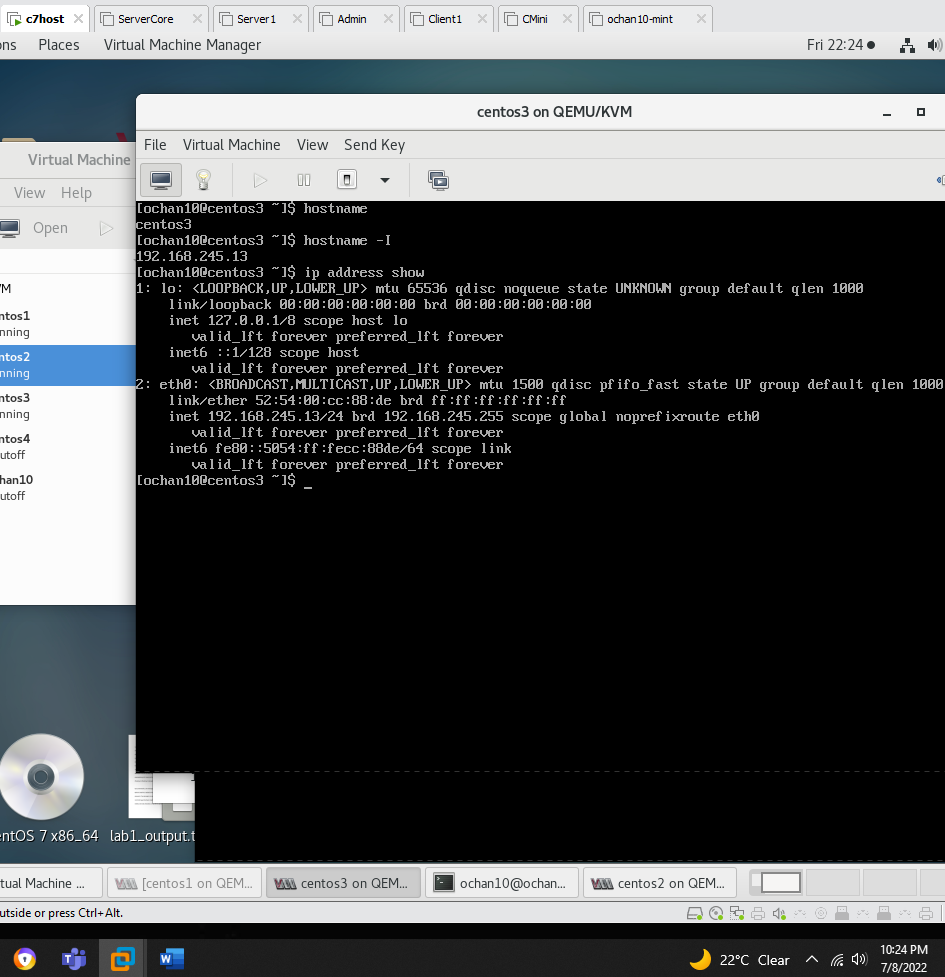 c7host
ServerCore
Server1
Admin
Client1
CMini
ochan10-mint
ons Places Virtual Machine Manager
Fri 22:24
centos3 on QEMU/KVM
File Virtual Machine View Send Key
Virtual Machine
View Help
Open
VM
ntos1
nning
ntos2
nning
ntos3
nning
ntos4
utoff
han10
utoff
[ochan10@centos3 ~]$ hostname
centos3
[ochan10@centos3 ~]$ hostname -I
192.168.245.13
[ochan10@centos3 ~]$ ip address show
1: lo: <LOOPBACK,UP,LOWER_UP> mtu 65536 qdisc noqueue state UNKNOWN group default qlen 1000
    link/loopback 00:00:00:00:00:00 brd 00:00:00:00:00:00
    inet 127.0.0.1/8 scope host lo
       valid_lft forever preferred_lft forever
    inet6 ::1/128 scope host
       valid_lft forever preferred_lft forever
2: eth0: <BROADCAST,MULTICAST,UP,LOWER_UP> mtu 1500 qdisc pfifo_fast state UP group default qlen 1000
    link/ether 52:54:00:cc:88:de brd ff:ff:ff:ff:ff:ff
    inet 192.168.245.13/24 brd 192.168.245.255 scope global noprefixroute eth0
       valid_lft forever preferred_lft forever
    inet6 fe80::5054:ff:fecc:88de/64 scope link
       valid_lft forever preferred_lft forever
[ochan10@centos3 ~]$ _
entOS 7 x86_64
lab1_output.t
tual Machine ...
[centos1 on QEM...
centos3 on QEM...
ochan10@ochan...
centos2 on QEM...
utside or press Ctrl+Alt.
22°C Clear
10:24 PM
7/8/2022